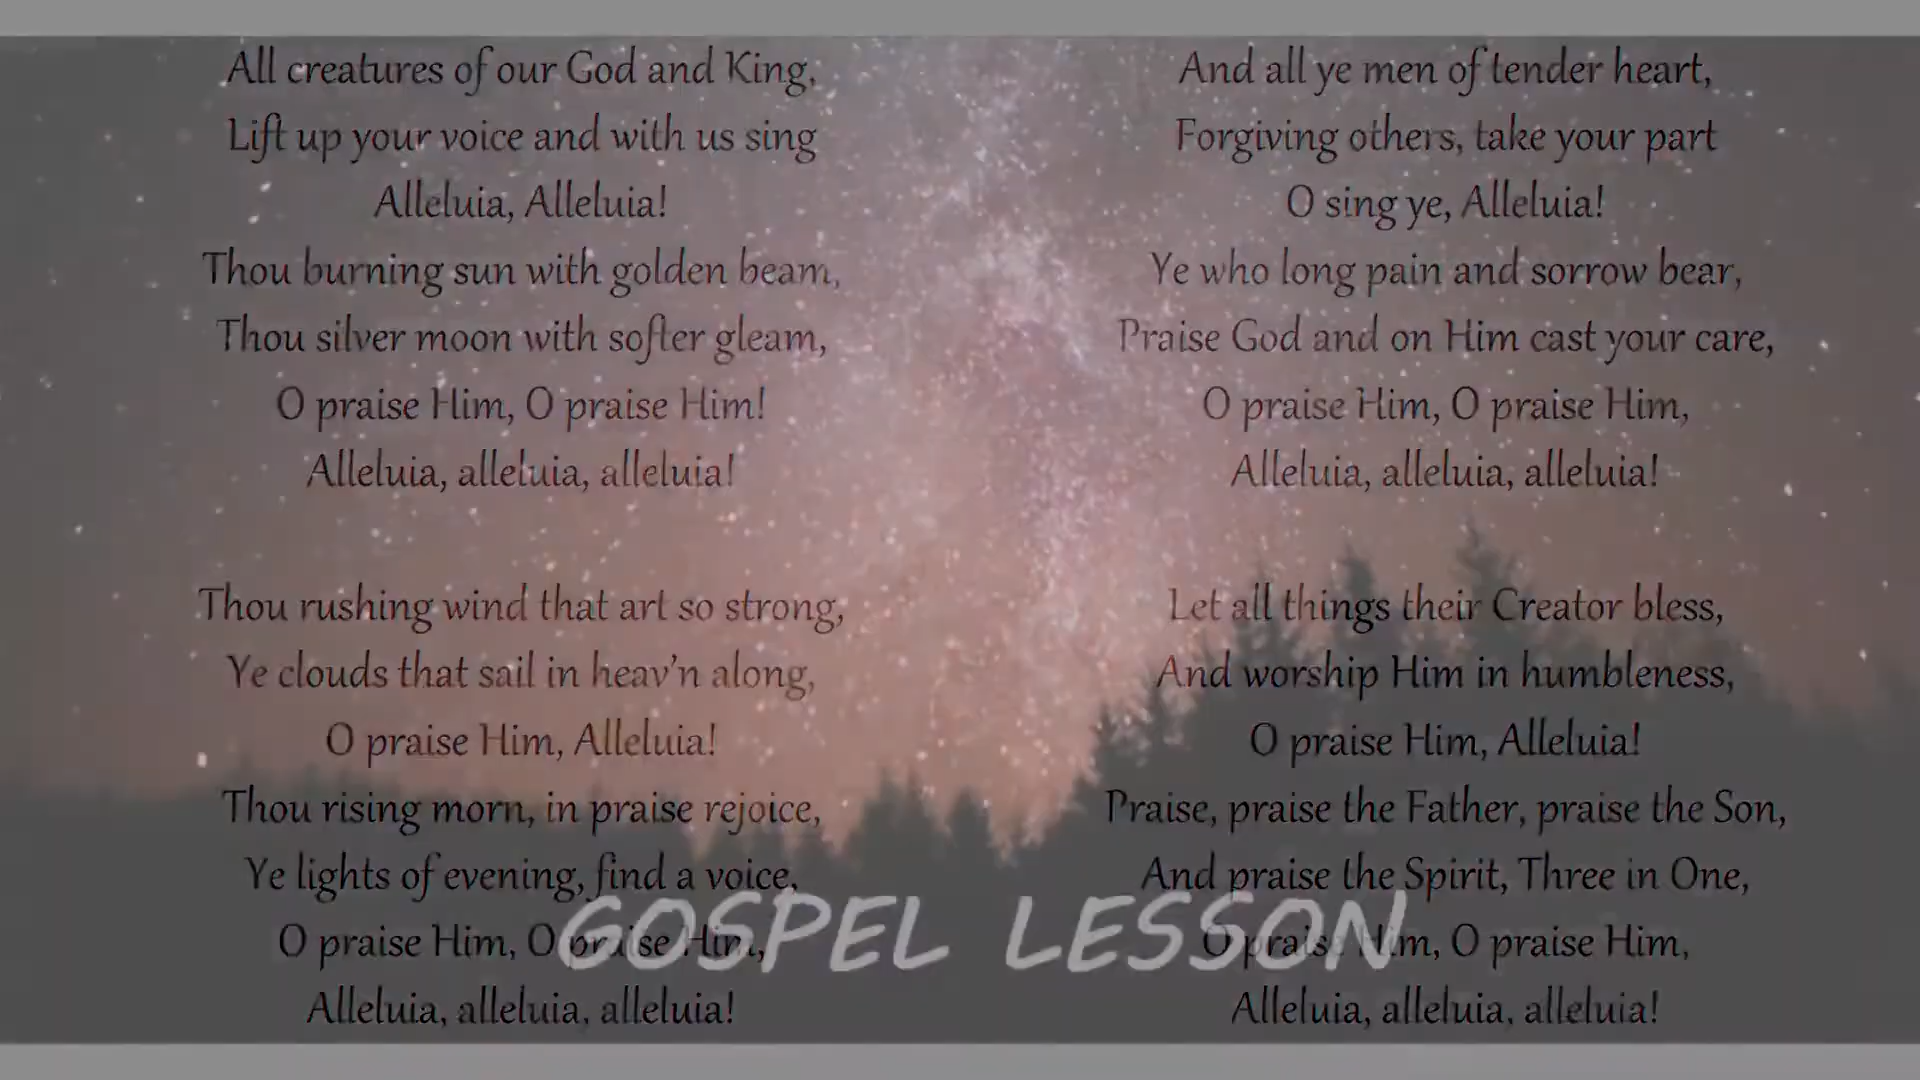 All creatures of our God and King,
Lift up your voice and with us sing
Alleluia, Alleluia!
Thou burning sun with golden beam,
Thou silver moon with softer gleam,
O praise Him, O praise Him!
Alleluia, alleluia, alleluia!
Thou rushing wind that art so strong,
Ye clouds that sail in heav'n along,
O praise Him, Alleluia!
Thou rising morn, in praise rejoice,
Ye lights of evening, find a voice,
O praise Him, O praise Him,
Alleluia, alleluia, alleluia!
And all ye men of tender heart,
Forgiving others, take your part
O sing ye, Alleluia!
Ye who long pain and sorrow bear,
Praise God and on Him cast your care,
O praise Him, O praise Him,
Alleluia, alleluia, alleluia!
Let all things their Creator bless,
And worship Him in humbleness,
O praise Him, Alleluia!
Praise, praise the Father, praise the Son,
And praise the Spirit, Three in One,
O praise Him, O praise Him,
Alleluia, alleluia, alleluia!
GOSPEL LESSON